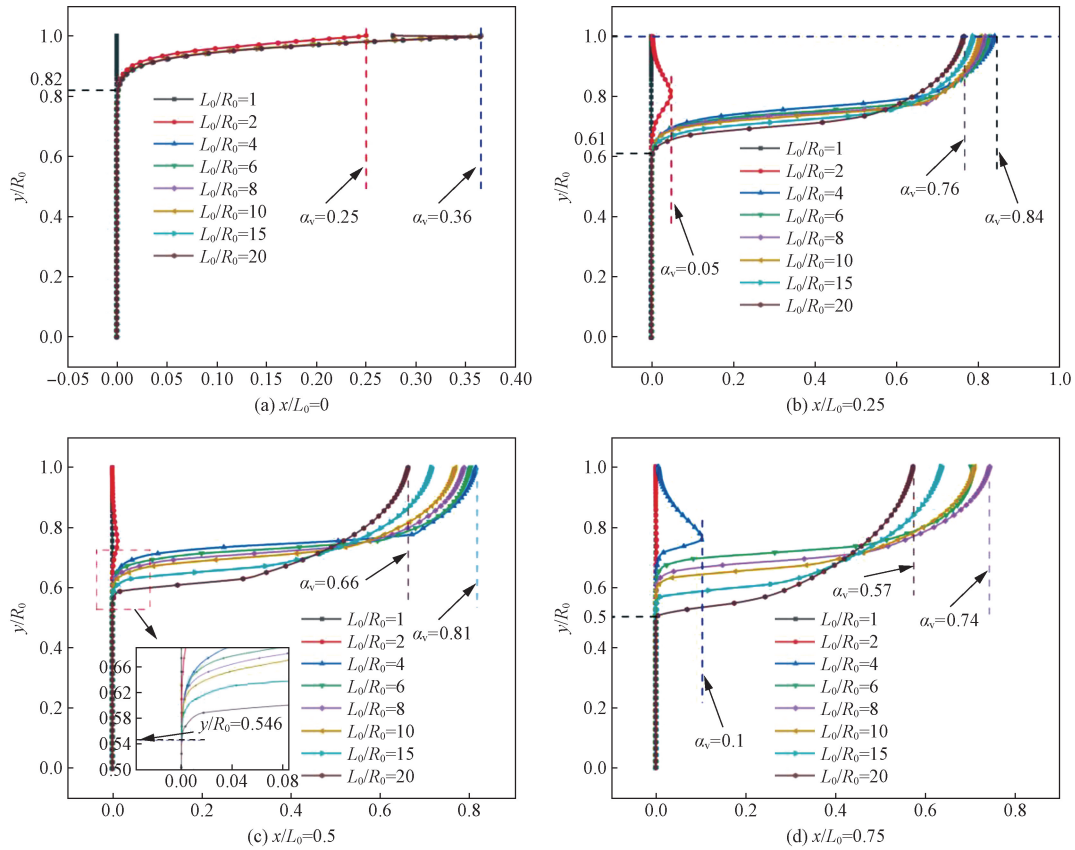 1.0
0.82
0.8
0.6
0.4
0.2
0.0
y/R₀
L₀/R₀=1
L₀/R₀=2
L₀/R₀=4
L₀/R₀=6
L₀/R₀=8
L₀/R₀=10
L₀/R₀=15
L₀/R₀=20
αᵥ=0.25
αᵥ=0.36
−0.05 0.00 0.05 0.10 0.15 0.20 0.25 0.30 0.35 0.40
(a) x/L₀=0
1.0
0.8
0.61
0.6
0.4
0.2
0.0
y/R₀
L₀/R₀=1
L₀/R₀=2
L₀/R₀=4
L₀/R₀=6
L₀/R₀=8
L₀/R₀=10
L₀/R₀=15
L₀/R₀=20
αᵥ=0.76
αᵥ=0.84
αᵥ=0.05
0.0 0.2 0.4 0.6 0.8 1.0
(b) x/L₀=0.25
1.0
0.8
0.6
0.4
0.2
0.0
y/R₀
αᵥ=0.66
αᵥ=0.81
L₀/R₀=1
L₀/R₀=2
L₀/R₀=4
L₀/R₀=6
L₀/R₀=8
L₀/R₀=10
L₀/R₀=15
L₀/R₀=20
0.66
0.62
0.58
0.54
0.50
y/R₀=0.546
0.00 0.04 0.08
0.0 0.2 0.4 0.6 0.8
(c) x/L₀=0.5
1.0
0.8
0.6
0.5
0.4
0.2
0.0
y/R₀
αᵥ=0.57
αᵥ=0.74
αᵥ=0.1
L₀/R₀=1
L₀/R₀=2
L₀/R₀=4
L₀/R₀=6
L₀/R₀=8
L₀/R₀=10
L₀/R₀=15
L₀/R₀=20
0.0 0.2 0.4 0.6 0.8
(d) x/L₀=0.75